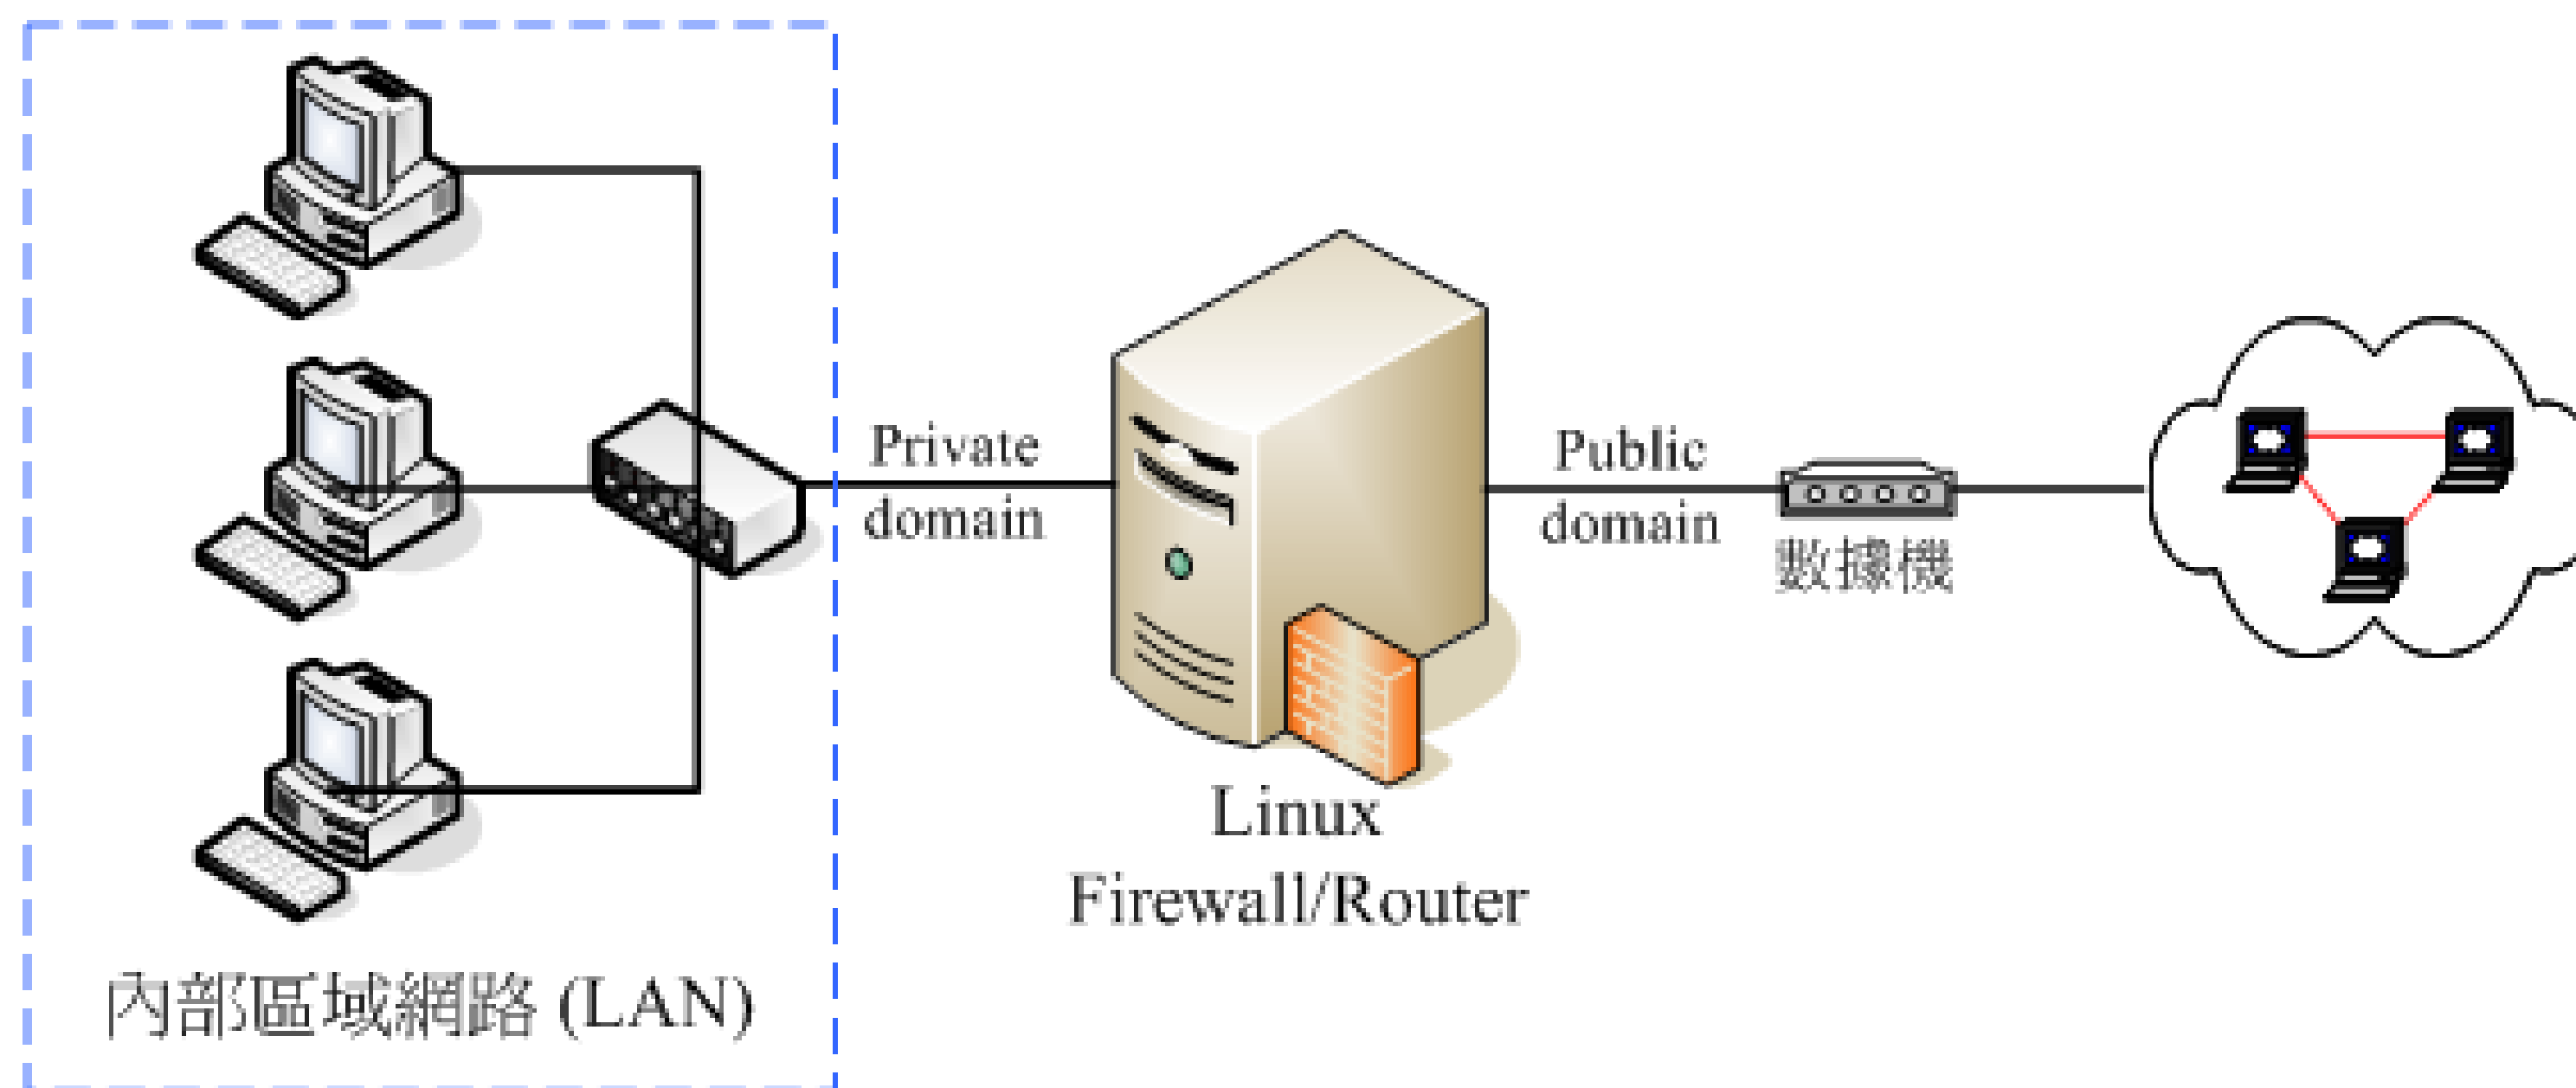 Private
domain
Public
domain
數據機
Linux
Firewall/Router
內部區域網路 (LAN)